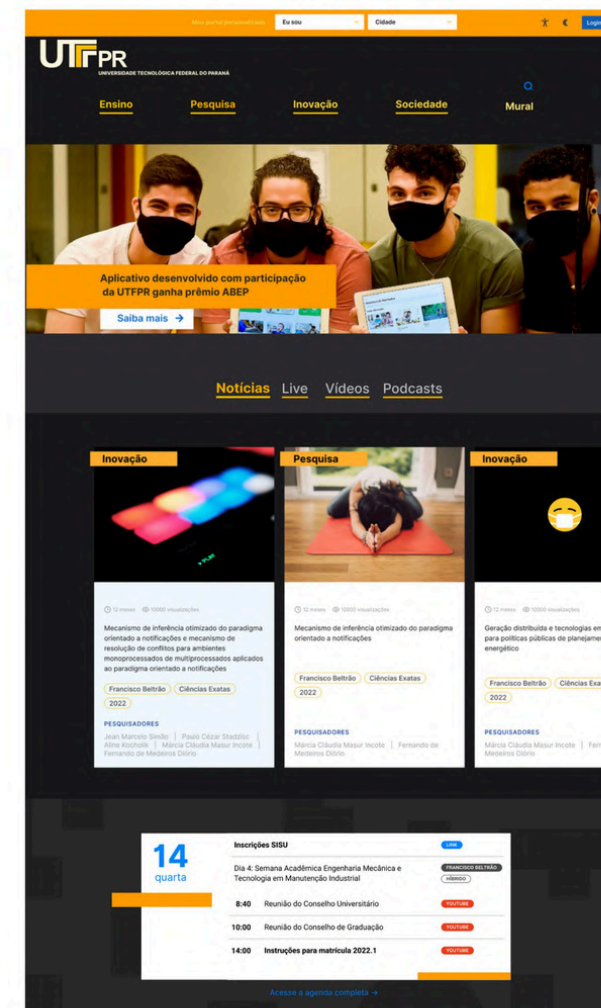 Meu portal personalizado
Eu sou
Cidade
Login
UTFPR
UNIVERSIDADE TECNOLÓGICA FEDERAL DO PARANÁ
Ensino
Pesquisa
Inovação
Sociedade
Mural
Aplicativo desenvolvido com participação
da UTFPR ganha prêmio ABEP
Saiba mais →
Notícias Live Vídeos Podcasts
Inovação
PLAY
12 meses 10000 visualizações
Mecanismo de inferência otimizado do paradigma
orientado a notificações e mecanismo de
resolução de conflitos para ambientes
monoprocessados de multiprocessados aplicados
ao paradigma orientado a notificações
Francisco Beltrão Ciências Exatas
2022
PESQUISADORES
Jean Marcelo Simão | Paulo Cézar Stadzisz |
Aline | Márcia Cláudia Masur Incote |
Fernando de Medeiros Diório
Pesquisa
12 meses 10000 visualizações
Mecanismo de inferência otimizado do paradigma
orientado a notificações
Francisco Beltrão Ciências Exatas
2022
PESQUISADORES
Márcia Cláudia Masur Incote | Fernando de
Medeiros Diório
Inovação
12 meses 10000 visualizações
Geração distribuída e tecnologias em
para políticas públicas de planejame
energético
Francisco Beltrão Ciências Exa
2022
PESQUISADORES
Márcia Cláudia Masur Incote | Fern
Medeiros Diório
14
quarta
Inscrições SISU LINK
Dia 4: Semana Acadêmica Engenharia Mecânica e
Tecnologia em Manutenção Industrial
FRANCISCO BELTRÃO
HÍBRIDO
8:40 Reunião do Conselho Universitário YOUTUBE
10:00 Reunião do Conselho de Graduação YOUTUBE
14:00 Instruções para matrícula 2022.1 YOUTUBE
Acesse a agenda completa →